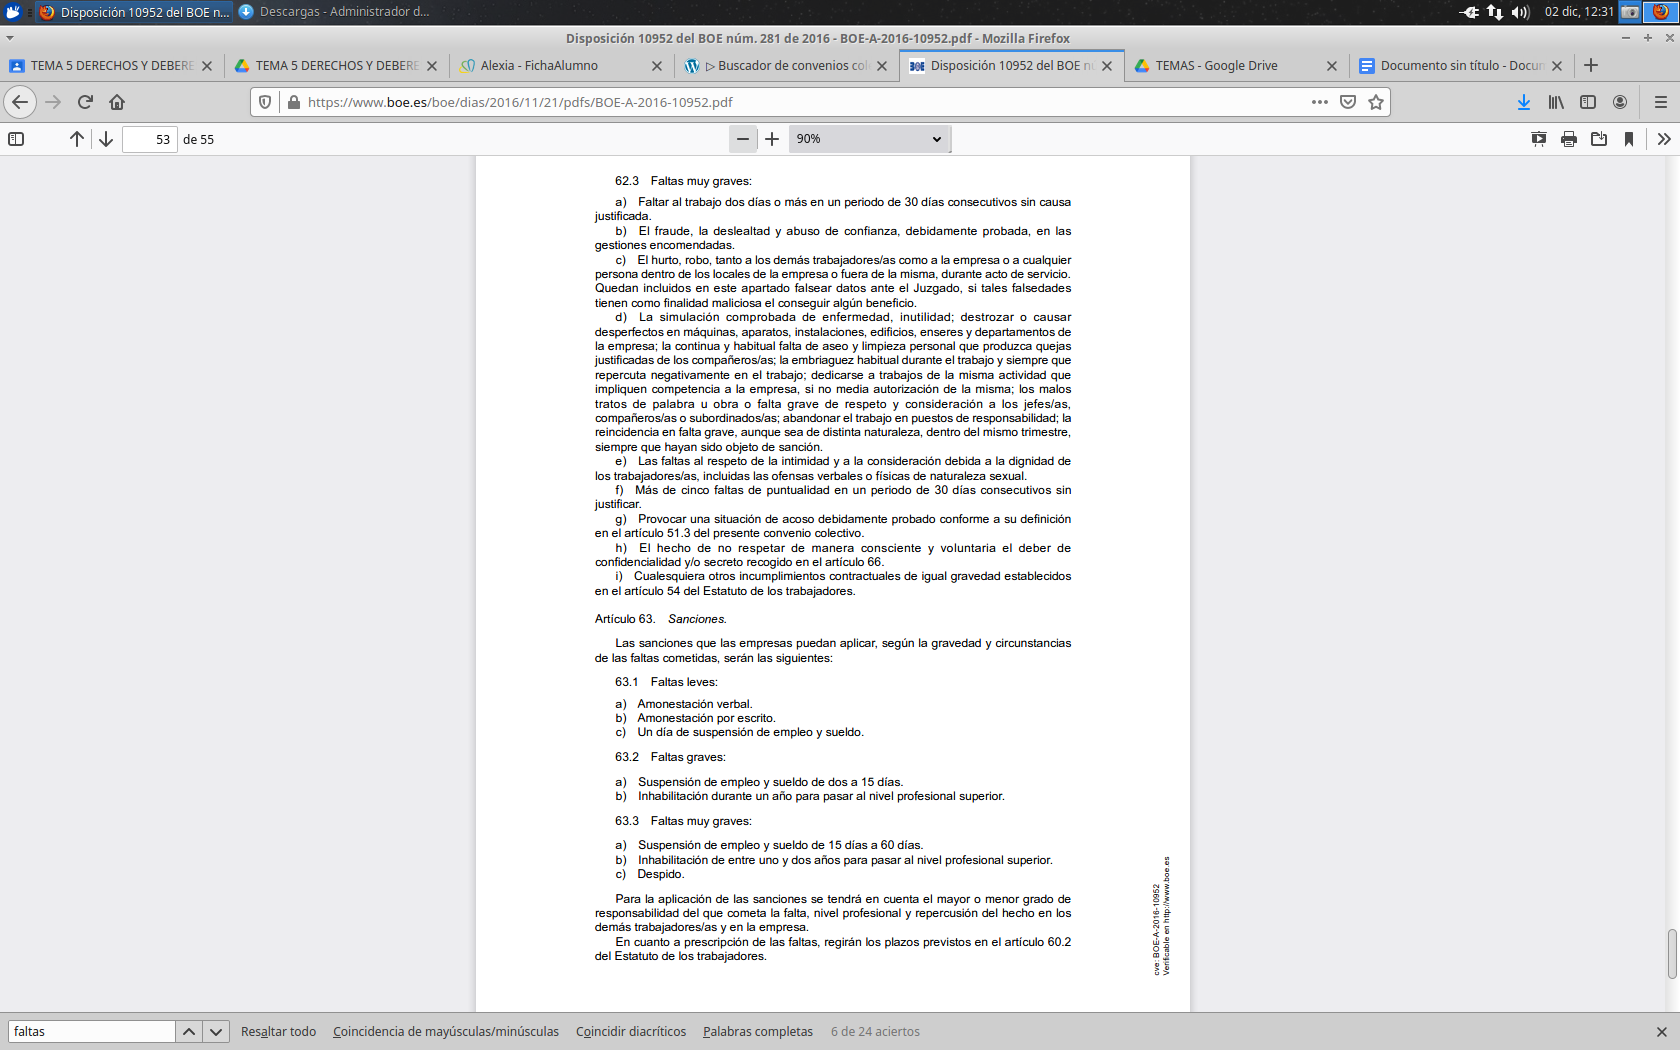 Disposición 10952 del BOE n...
Descargas - Administrador d...
02 dic, 12:31
Disposición 10952 del BOE núm. 281 de 2016 - BOE-A-2016-10952.pdf - Mozilla Firefox
TEMA 5 DERECHOS Y DEBERE
TEMA 5 DERECHOS Y DEBERE
Alexia - FichaAlumno
▷ Buscador de convenios col
BOE
Disposición 10952 del BOE nú
TEMAS - Google Drive
Documento sin título - Docum
https://www.boe.es/boe/dias/2016/11/21/pdfs/BOE-A-2016-10952.pdf
53 de 55
90%
62.3 Faltas muy graves:
a) Faltar al trabajo dos días o más en un periodo de 30 días consecutivos sin causa
justificada.
b) El fraude, la deslealtad y abuso de confianza, debidamente probada, en las
gestiones encomendadas.
c) El hurto, robo, tanto a los demás trabajadores/as como a la empresa o a cualquier
persona dentro de los locales de la empresa o fuera de la misma, durante acto de servicio.
Quedan incluidos en este apartado falsear datos ante el Juzgado, si tales falsedades
tienen como finalidad maliciosa el conseguir algún beneficio.
d) La simulación comprobada de enfermedad, inutilidad; destrozar o causar
desperfectos en máquinas, aparatos, instalaciones, edificios, enseres y departamentos de
la empresa; la continua y habitual falta de aseo y limpieza personal que produzca quejas
justificadas de los compañeros/as; la embriaguez habitual durante el trabajo y siempre que
repercuta negativamente en el trabajo; dedicarse a trabajos de la misma actividad que
impliquen competencia a la empresa, si no media autorización de la misma; los malos
tratos de palabra u obra o falta grave de respeto y consideración a los jefes/as,
compañeros/as o subordinados/as; abandonar el trabajo en puestos de responsabilidad; la
reincidencia en falta grave, aunque sea de distinta naturaleza, dentro del mismo trimestre,
siempre que hayan sido objeto de sanción.
e) Las faltas al respeto de la intimidad y a la consideración debida a la dignidad de
los trabajadores/as, incluidas las ofensas verbales o físicas de naturaleza sexual.
f) Más de cinco faltas de puntualidad en un periodo de 30 días consecutivos sin
justificar.
g) Provocar una situación de acoso debidamente probado conforme a su definición
en el artículo 51.3 del presente convenio colectivo.
h) El hecho de no respetar de manera consciente y voluntaria el deber de
confidencialidad y/o secreto recogido en el artículo 66.
i) Cualesquiera otros incumplimientos contractuales de igual gravedad establecidos
en el artículo 54 del Estatuto de los trabajadores.
Artículo 63. Sanciones.
Las sanciones que las empresas puedan aplicar, según la gravedad y circunstancias
de las faltas cometidas, serán las siguientes:
63.1 Faltas leves:
a) Amonestación verbal.
b) Amonestación por escrito.
c) Un día de suspensión de empleo y sueldo.
63.2 Faltas graves:
a) Suspensión de empleo y sueldo de dos a 15 días.
b) Inhabilitación durante un año para pasar al nivel profesional superior.
63.3 Faltas muy graves:
a) Suspensión de empleo y sueldo de 15 días a 60 días.
b) Inhabilitación de entre uno y dos años para pasar al nivel profesional superior.
c) Despido.
Para la aplicación de las sanciones se tendrá en cuenta el mayor o menor grado de
responsabilidad del que cometa la falta, nivel profesional y repercusión del hecho en los
demás trabajadores/as y en la empresa.
En cuanto a prescripción de las faltas, regirán los plazos previstos en el artículo 60.2
del Estatuto de los trabajadores.
cve: BOE-A-2016-10952
Verificable en http://www.boe.es
faltas
Resaltar todo
Coincidencia de mayúsculas/minúsculas
Coincidir diacríticos
Palabras completas
6 de 24 aciertos